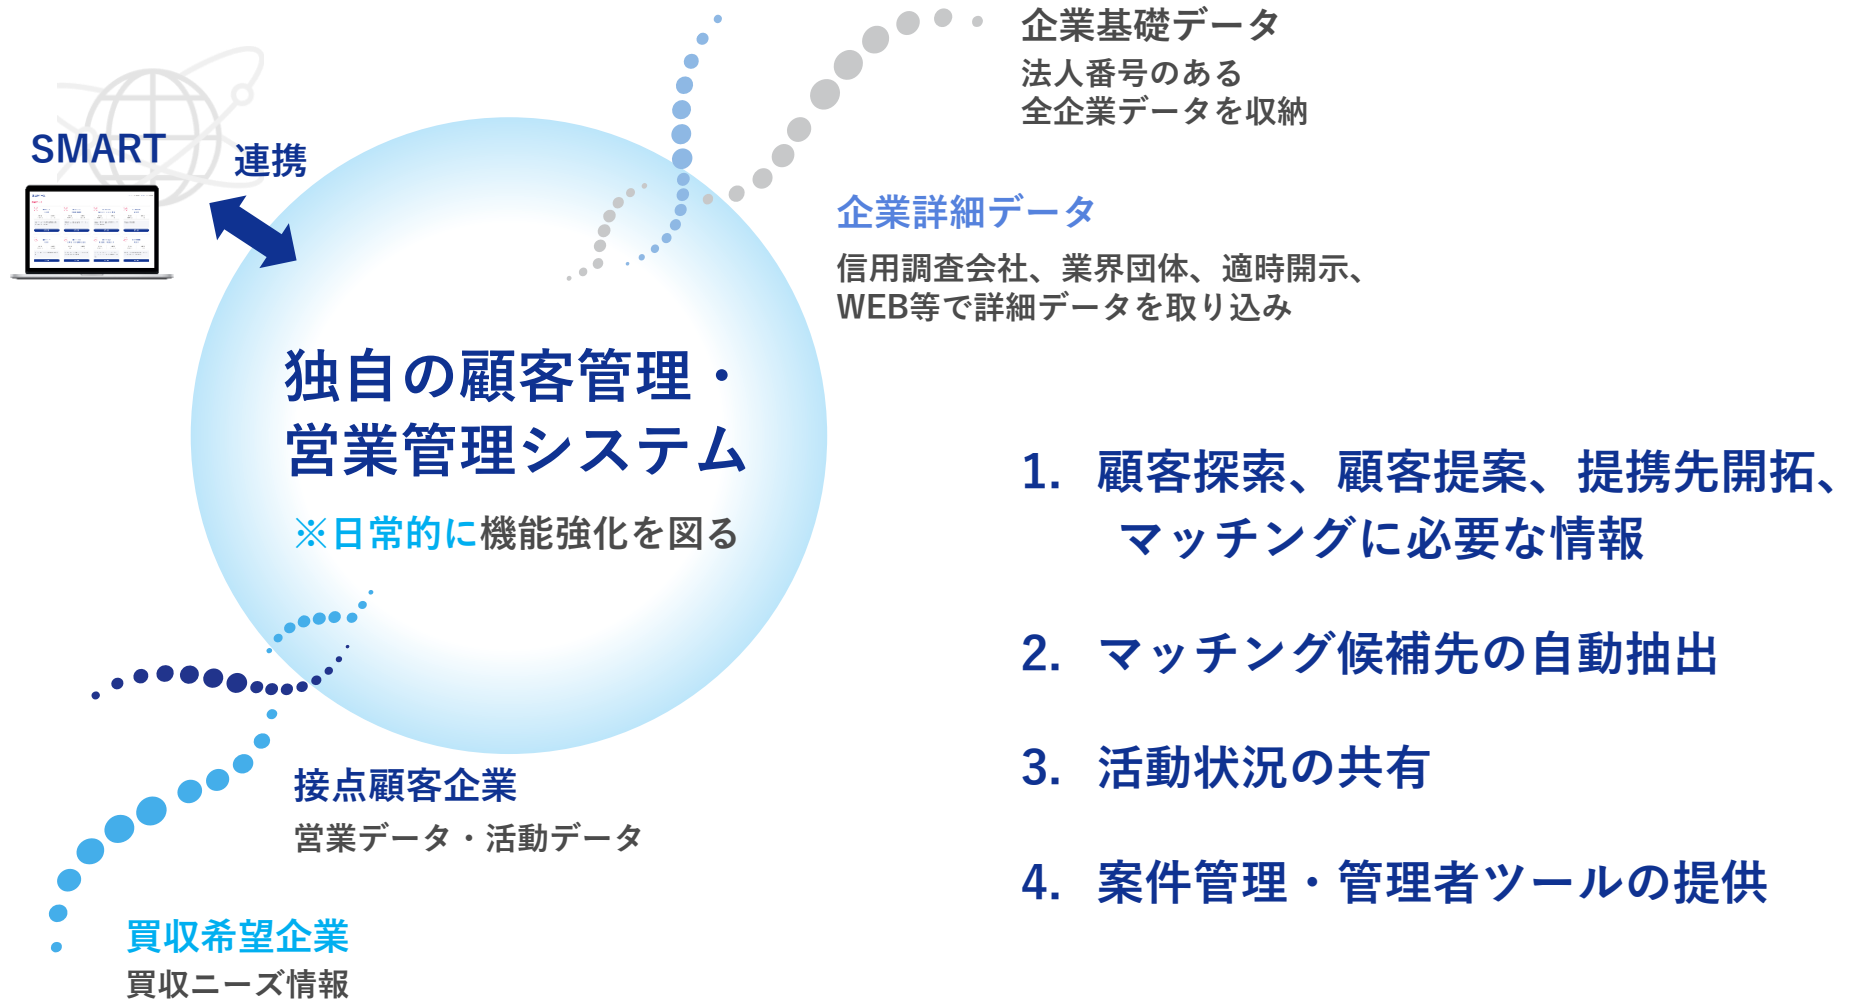 企業基礎データ
法人番号のある
全企業データを収納
SMART
連携
企業詳細データ
信用調査会社、業界団体、適時開示、
WEB等で詳細データを取り込み
独自の顧客管理・
営業管理システム
※日常的に機能強化を図る
1. 顧客探索、顧客提案、提携先開拓、
マッチングに必要な情報
2. マッチング候補先の自動抽出
3. 活動状況の共有
4. 案件管理・管理者ツールの提供
接点顧客企業
営業データ・活動データ
買収希望企業
買収ニーズ情報